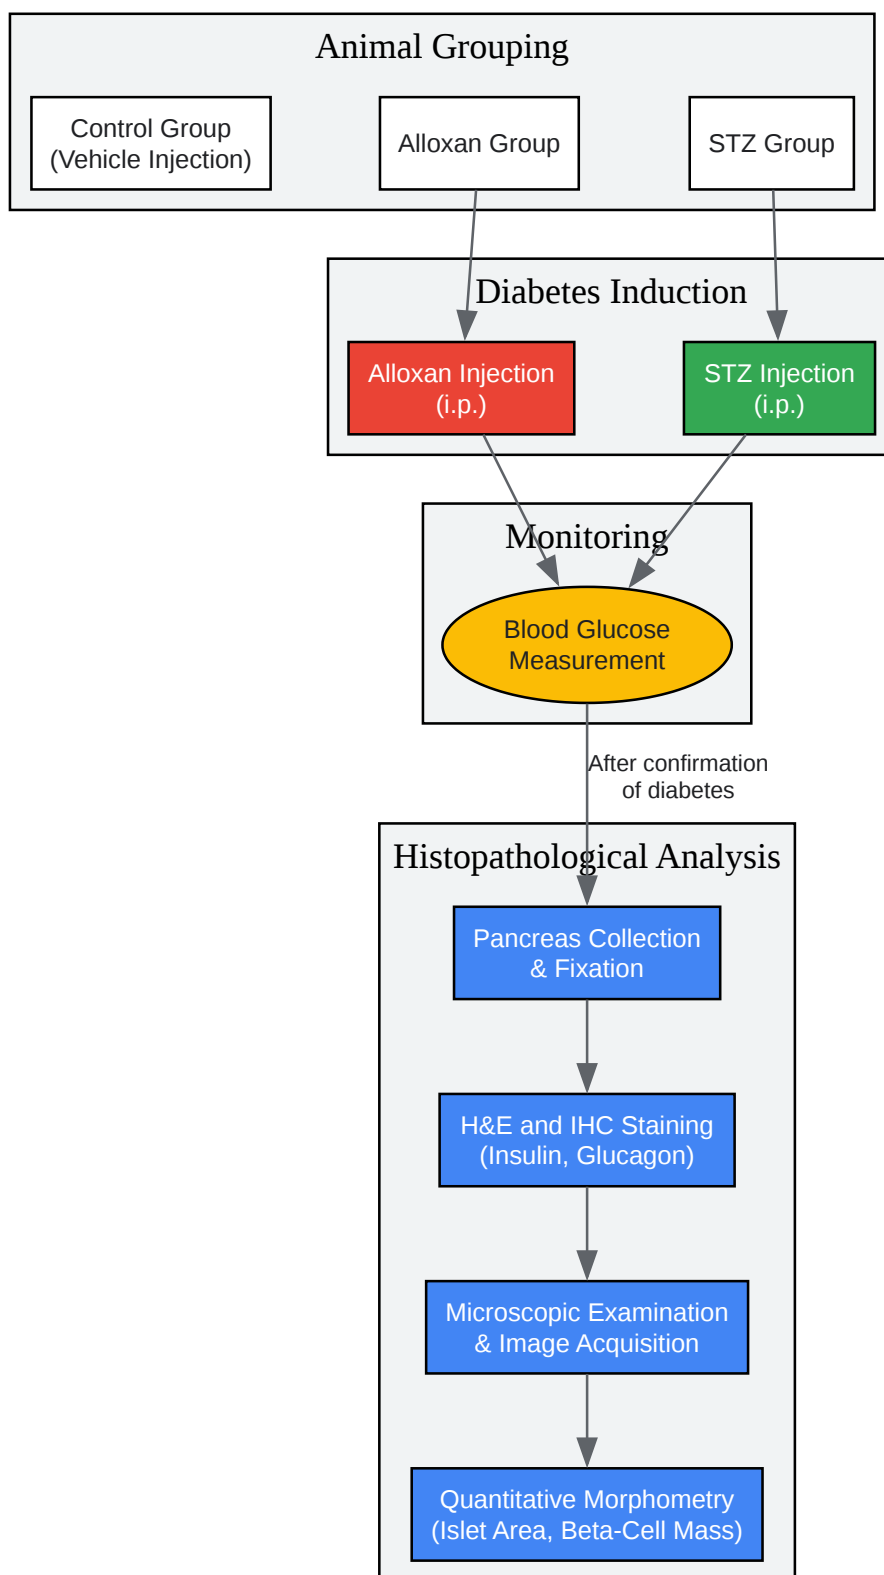 Animal Grouping
Control Group
(Vehicle Injection)
Alloxan Group
STZ Group
Diabetes Induction
Alloxan Injection
(i.p.)
STZ Injection
(i.p.)
Monitoring
Blood Glucose
Measurement
After confirmation
of diabetes
Histopathological Analysis
Pancreas Collection
& Fixation
H&E and IHC Staining
(Insulin, Glucagon)
Microscopic Examination
& Image Acquisition
Quantitative Morphometry
(Islet Area, Beta-Cell Mass)